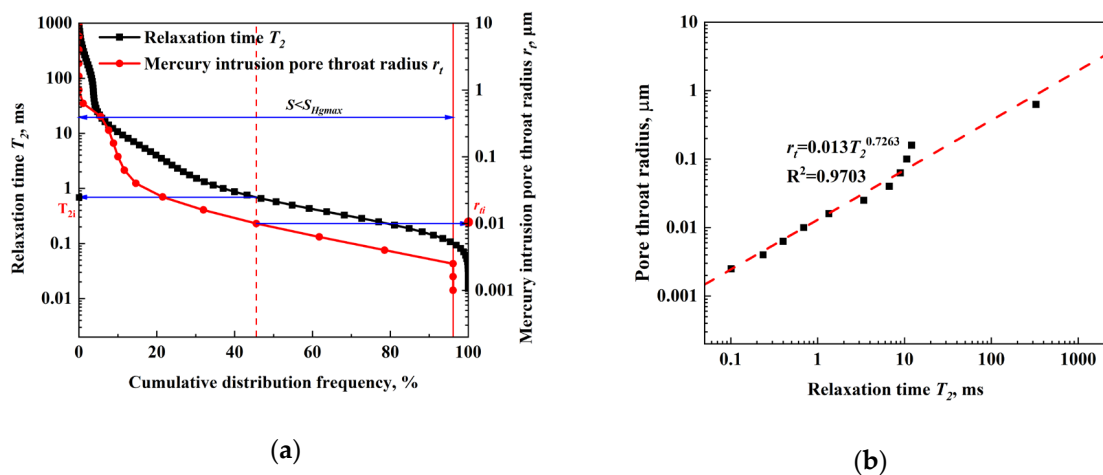 (a)
1000
100
10
1
0.1
0.01
Relaxation time T2, ms
T2i
Relaxation time T2
Mercury intrusion pore throat radius rt
S<SHgmax
rti
10
1
0.1
0.01
0.001
Mercury intrusion pore throat radius rt, μm
0 20 40 60 80 100
Cumulative distribution frequency, %
(a)
(b)
10
1
0.1
0.01
0.001
Pore throat radius, μm
rt=0.013T2^0.7263
R²=0.9703
0.1 1 10 100 1000
Relaxation time T2, ms
(b)